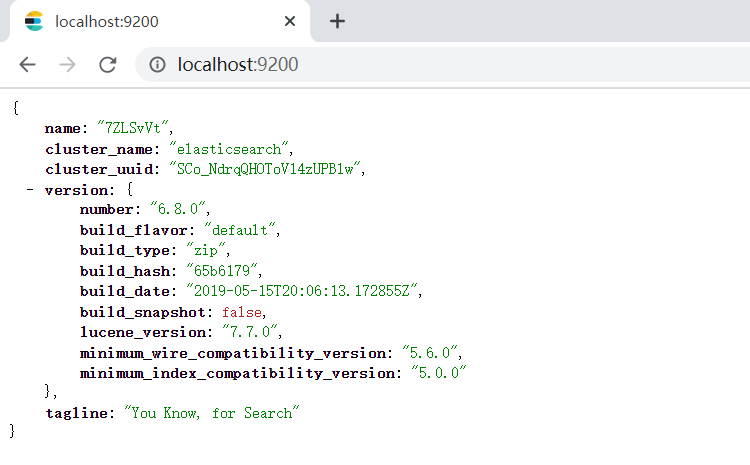 localhost:9200
localhost:9200
{
name: "7ZLSvVt",
cluster_name: "elasticsearch",
cluster_uuid: "SCo_NdrqQHOToV14zUPB1w",
- version: {
number: "6.8.0",
build_flavor: "default",
build_type: "zip",
build_hash: "65b6179",
build_date: "2019-05-15T20:06:13.172855Z",
build_snapshot: false,
lucene_version: "7.7.0",
minimum_wire_compatibility_version: "5.6.0",
minimum_index_compatibility_version: "5.0.0"
},
tagline: "You Know, for Search"
}